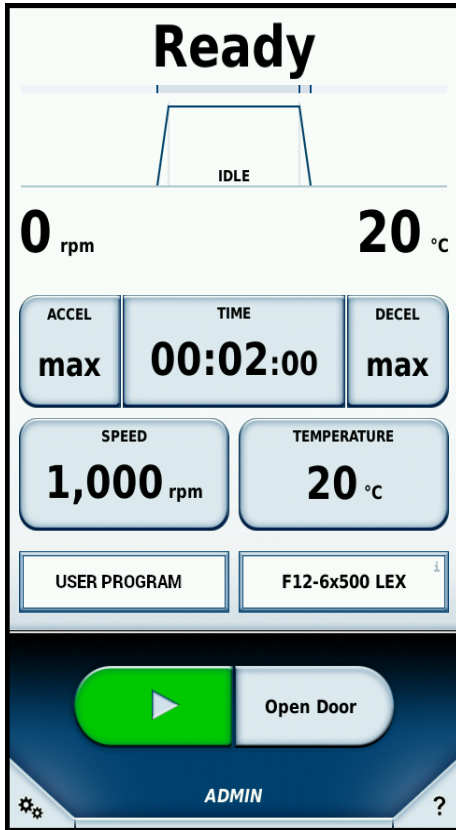 Ready
IDLE
0 rpm
20 °C
ACCEL
TIME
DECEL
max
00:02:00
max
SPEED
TEMPERATURE
1,000 rpm
20 °C
USER PROGRAM
F12-6x500 LEX
i
Open Door
ADMIN
?